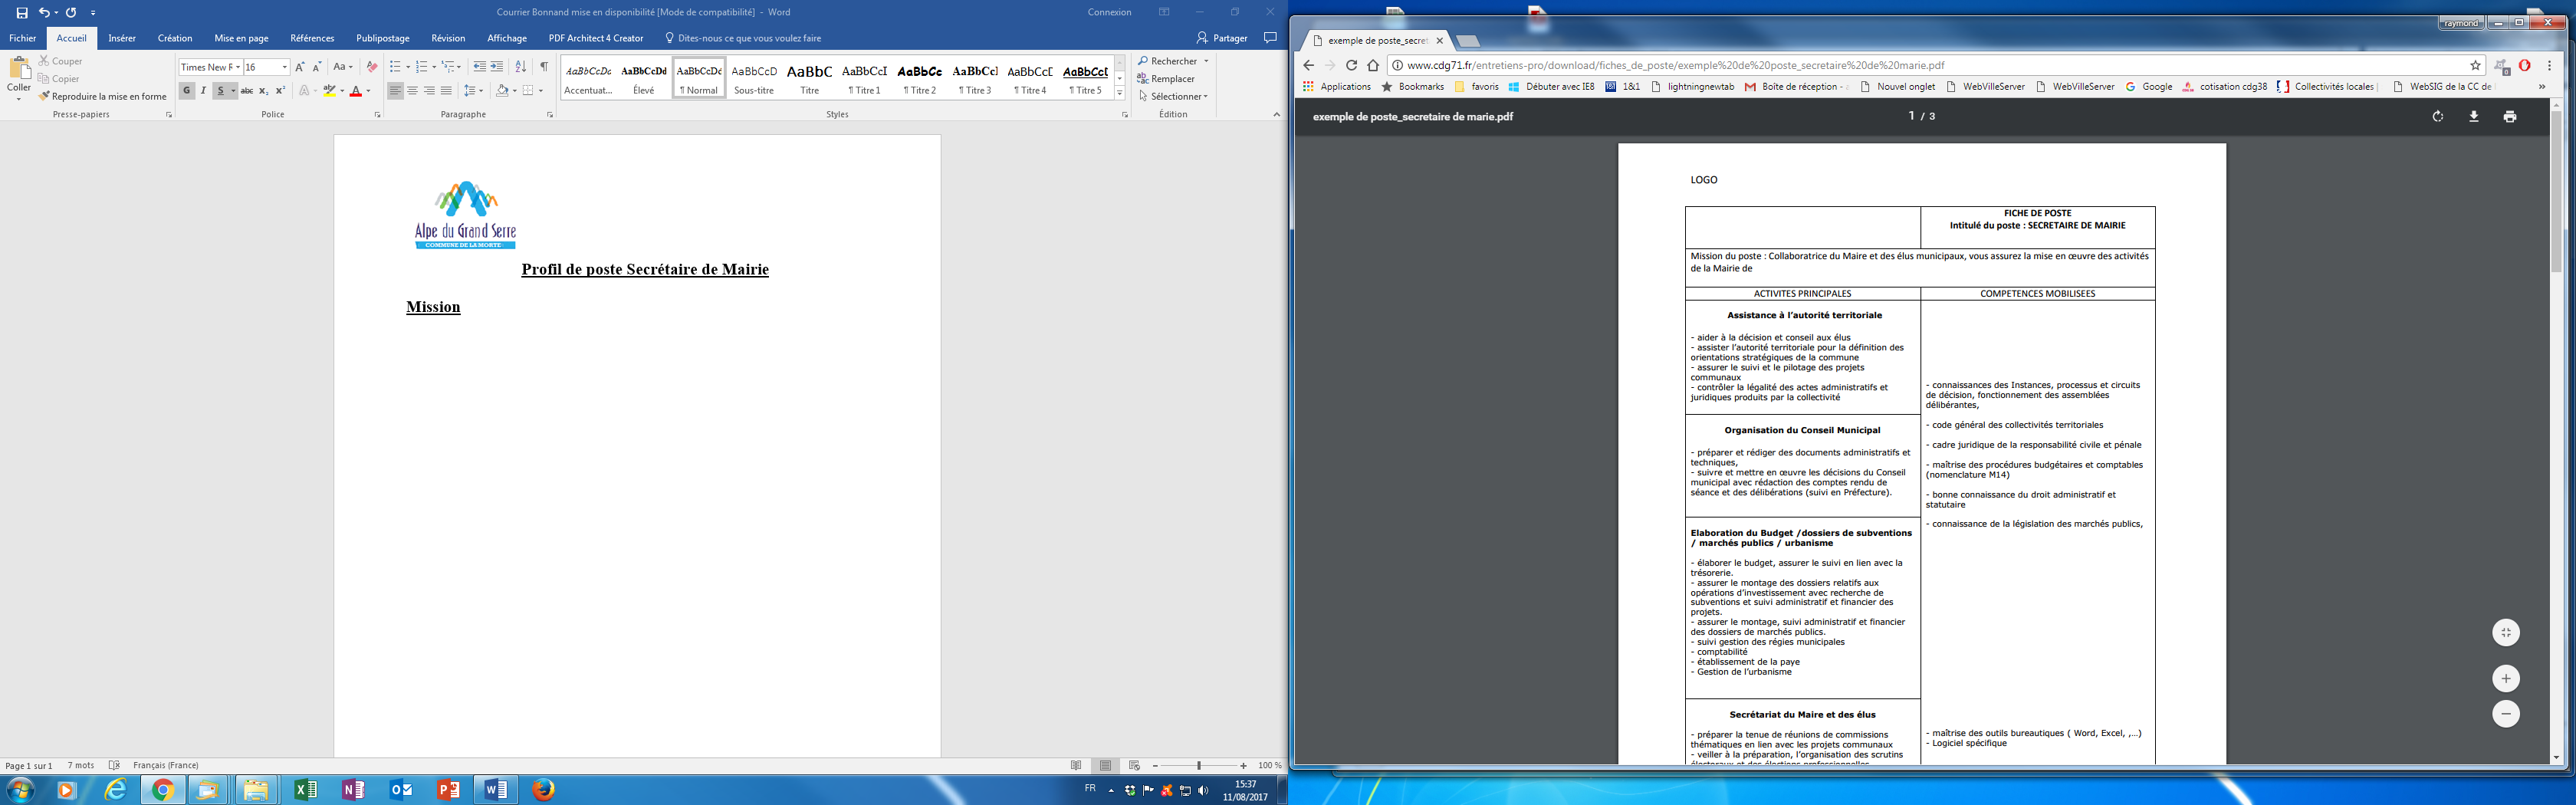 Courrier Bonnand mise en disponibilité [Mode de compatibilité] - Word
Connexion
Fichier Accueil Insérer Création Mise en page Références Publipostage Révision Affichage PDF Architect 4 Creator Dites-nous ce que vous voulez faire
Partager
Coller
Couper
Copier
Reproduire la mise en forme
Presse-papiers
Times New R 16
G I S abc x₂ x²
Police
Paragraphe
AaBbCcDc AaBbCcDd AaBbCcDc AaBbCcD AaBbC AaBbCcI AaBbCc AaBbCcI AaBbCcD AaBbCcD
Accentuat... Élevé ¶ Normal Sous-titre Titre ¶ Titre 1 ¶ Titre 2 ¶ Titre 3 ¶ Titre 4 ¶ Titre 5
Styles
Rechercher
Remplacer
Sélectionner
Édition
Alpe du Grand Serre
COMMUNE DE LA MORTE
Profil de poste Secrétaire de Mairie
Mission
Page 1 sur 1 7 mots Français (France)
100 %
FR
15:37
11/08/2017
raymond
exemple de poste_secret
www.cdg71.fr/entretiens-pro/download/fiches_de_poste/exemple%20de%20poste_secretaire%20de%20marie.pdf
0
Applications Bookmarks favoris Débuter avec IE8 1&1 lightningnewtab Boîte de réception - Nouvel onglet WebVilleServer WebVilleServer Google cotisation cdg38 Collectivités locales WebSIG de la CC de
exemple de poste_secretaire de marie.pdf
1 / 3
LOGO
FICHE DE POSTE
Intitulé du poste : SECRETAIRE DE MAIRIE
Mission du poste : Collaboratrice du Maire et des élus municipaux, vous assurez la mise en œuvre des activités
de la Mairie de
ACTIVITES PRINCIPALES
COMPETENCES MOBILISEES
Assistance à l'autorité territoriale
- aider à la décision et conseil aux élus
- assister l'autorité territoriale pour la définition des
orientations stratégiques de la commune
- assurer le suivi et le pilotage des projets
communaux
- contrôler la légalité des actes administratifs et
juridiques produits par la collectivité
Organisation du Conseil Municipal
- préparer et rédiger des documents administratifs et
techniques,
- suivre et mettre en œuvre les décisions du Conseil
municipal avec rédaction des comptes rendu de
séance et des délibérations (suivi en Préfecture).
Elaboration du Budget /dossiers de subventions
/ marchés publics / urbanisme
- élaborer le budget, assurer le suivi en lien avec la
trésorerie.
- assurer le montage des dossiers relatifs aux
opérations d'investissement avec recherche de
subventions et suivi administratif et financier des
projets.
- assurer le montage, suivi administratif et financier
des dossiers de marchés publics.
- suivi gestion des régies municipales
- comptabilité
- établissement de la paye
- Gestion de l'urbanisme
Secrétariat du Maire et des élus
- préparer la tenue de réunions de commissions
thématiques en lien avec les projets communaux
- veiller à la préparation, l'organisation des scrutins
électoraux et des élections professionnelles
- connaissances des Instances, processus et circuits
de décision, fonctionnement des assemblées
délibérantes,
- code général des collectivités territoriales
- cadre juridique de la responsabilité civile et pénale
- maîtrise des procédures budgétaires et comptables
(nomenclature M14)
- bonne connaissance du droit administratif et
statutaire
- connaissance de la législation des marchés publics,
- maîtrise des outils bureautiques ( Word, Excel, ,...)
- Logiciel spécifique